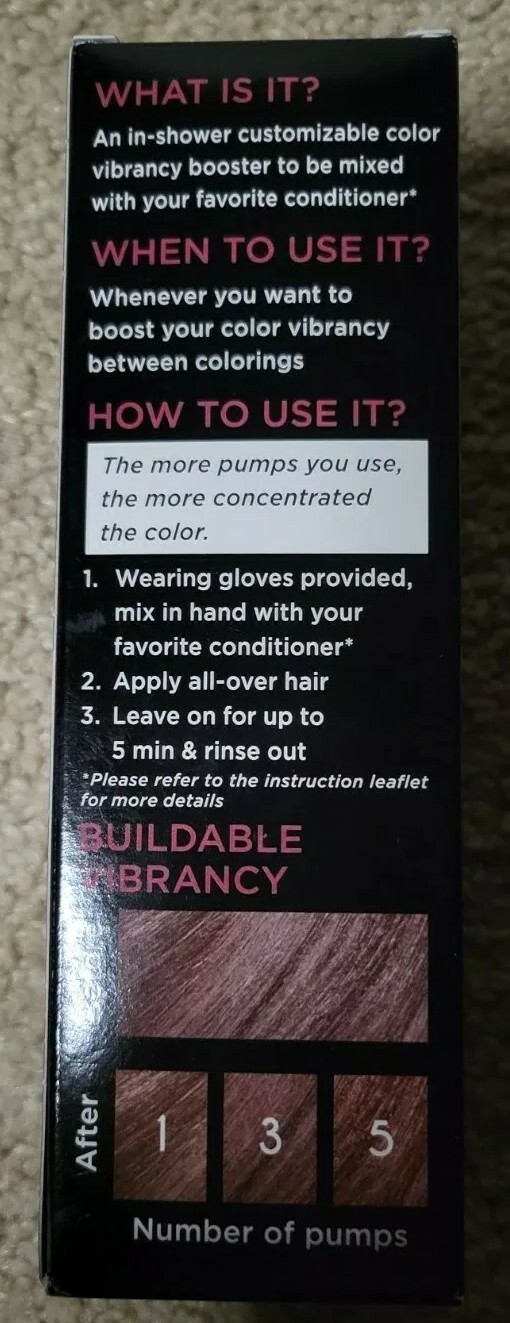 WHAT IS IT?
An in-shower customizable color
vibrancy booster to be mixed
with your favorite conditioner*
WHEN TO USE IT?
Whenever you want to
boost your color vibrancy
between colorings
HOW TO USE IT?
The more pumps you use,
the more concentrated
the color.
1. Wearing gloves provided,
mix in hand with your
favorite conditioner*
2. Apply all-over hair
3. Leave on for up to
5 min & rinse out
*Please refer to the instruction leaflet
for more details
BUILDABLE
VIBRANCY
After
1 3 5
Number of pumps